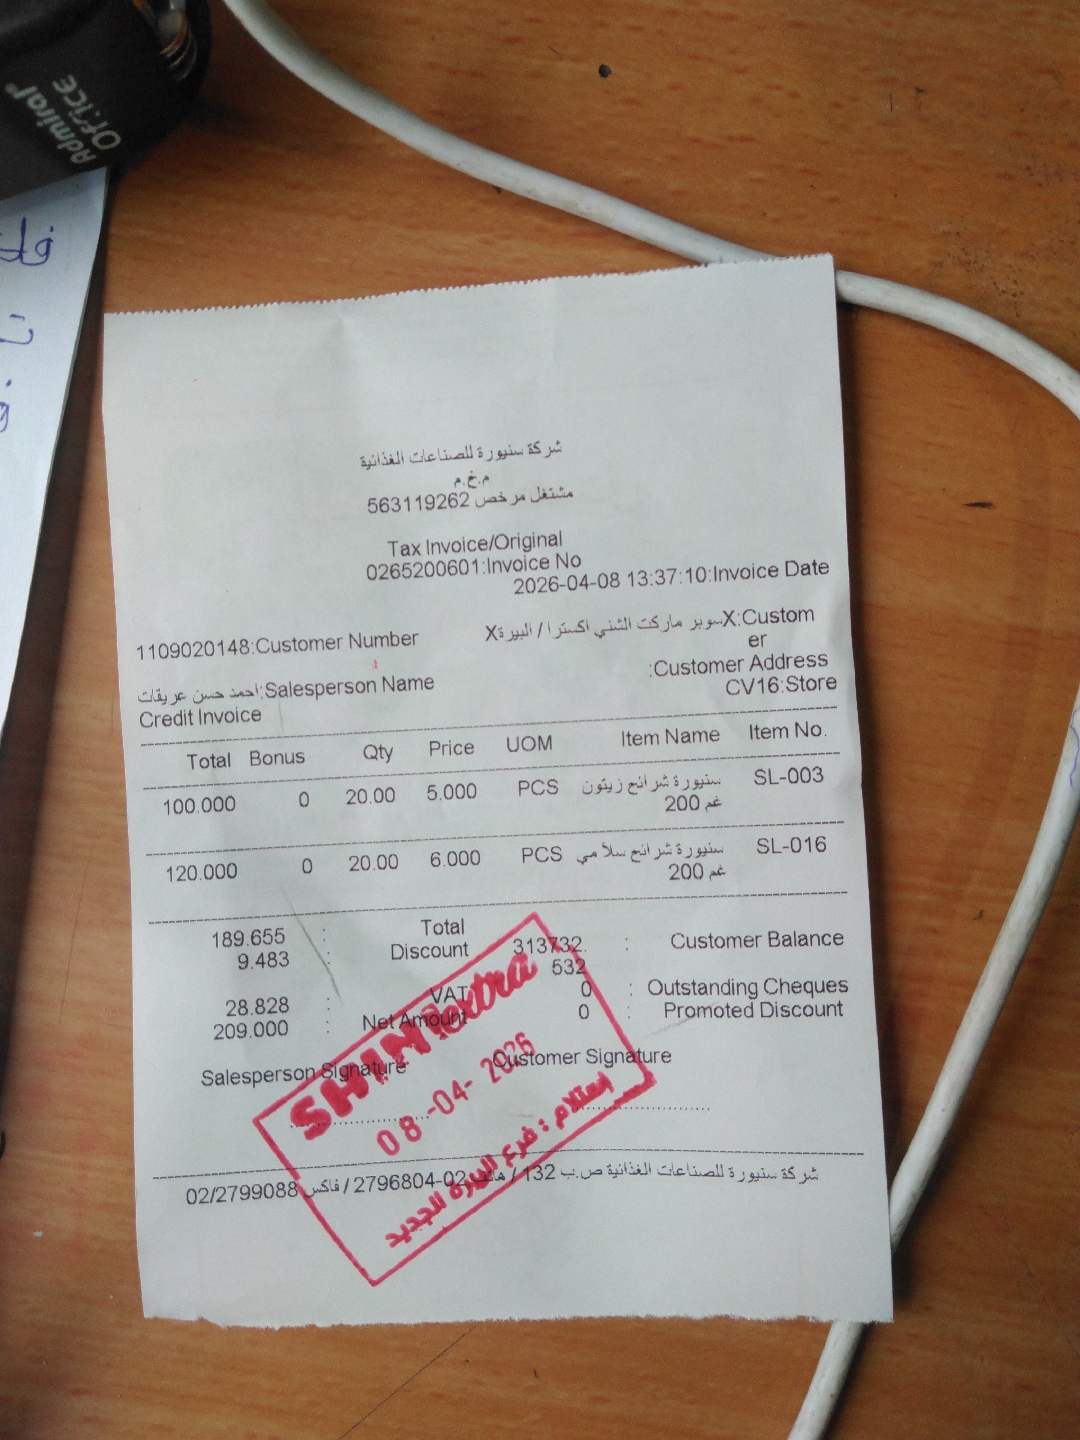 Admiral
Office
فلا
شركة سنيورة للصناعات الغذائية
م.خ.م
مشتغل مرخص 563119262
Tax Invoice/Original
0265200601:Invoice No
2026-04-08 13:37:10:Invoice Date
1109020148:Customer Number
Xسوبر ماركت الشني اكسترا / البيرةX:Custom
er
:Customer Address
احمد حسن عريقات:Salesperson Name
CV16:Store
Credit Invoice
Total Bonus Qty Price UOM Item Name Item No.
100.000 0 20.00 5.000 PCS سنيورة شرائح زيتون SL-003
200 غم
120.000 0 20.00 6.000 PCS سنيورة شرائح سلامي SL-016
200 غم
189.655 : Total
9.483 : Discount 313732. : Customer Balance
532
28.828 : VAT 0 : Outstanding Cheques
209.000 : Net Amount 0 : Promoted Discount
Salesperson Signature Customer Signature
SHINI extra
08-04-2026
إستلام : فرع البيرة الجديد
شركة سنيورة للصناعات الغذائية ص.ب 132 / هاتف 02-2796804 / فاكس 02/2799088